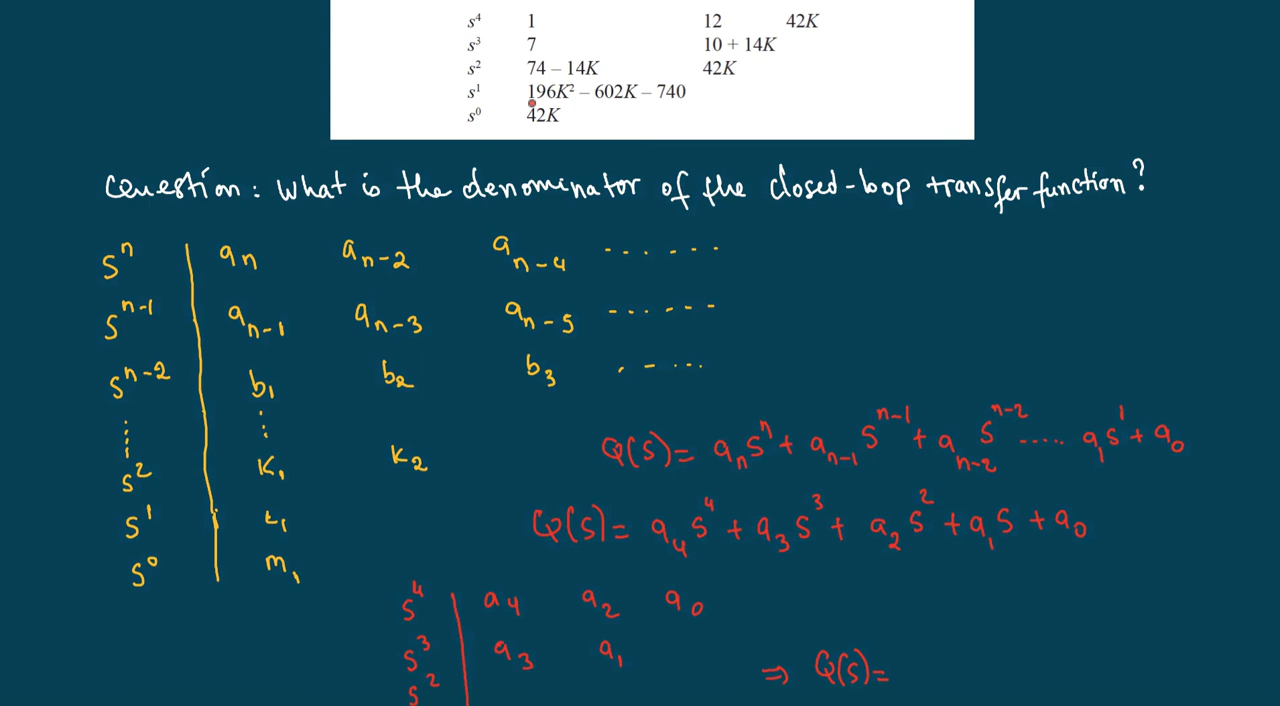 s⁴ 1 12 42K
s³ 7 10 + 14K
s² 74 – 14K 42K
s¹ 196K² – 602K – 740
s⁰ 42K
Question: What is the denominator of the closed-loop transfer function?
sⁿ aₙ aₙ₋₂ aₙ₋₄ .......
sⁿ⁻¹ aₙ₋₁ aₙ₋₃ aₙ₋₅ .......
sⁿ⁻² b₁ b₂ b₃ . - ...
⋮ ⋮
s² K₁ K₂
s¹ L₁
s⁰ m₁
Q(s)= aₙsⁿ + aₙ₋₁sⁿ⁻¹ + aₙ₋₂sⁿ⁻² ..... a₁s¹ + a₀
Q(s)= a₄s⁴ + a₃s³ + a₂s² + a₁s + a₀
s⁴ a₄ a₂ a₀
s³ a₃ a₁
s²
⇒ Q(s)=